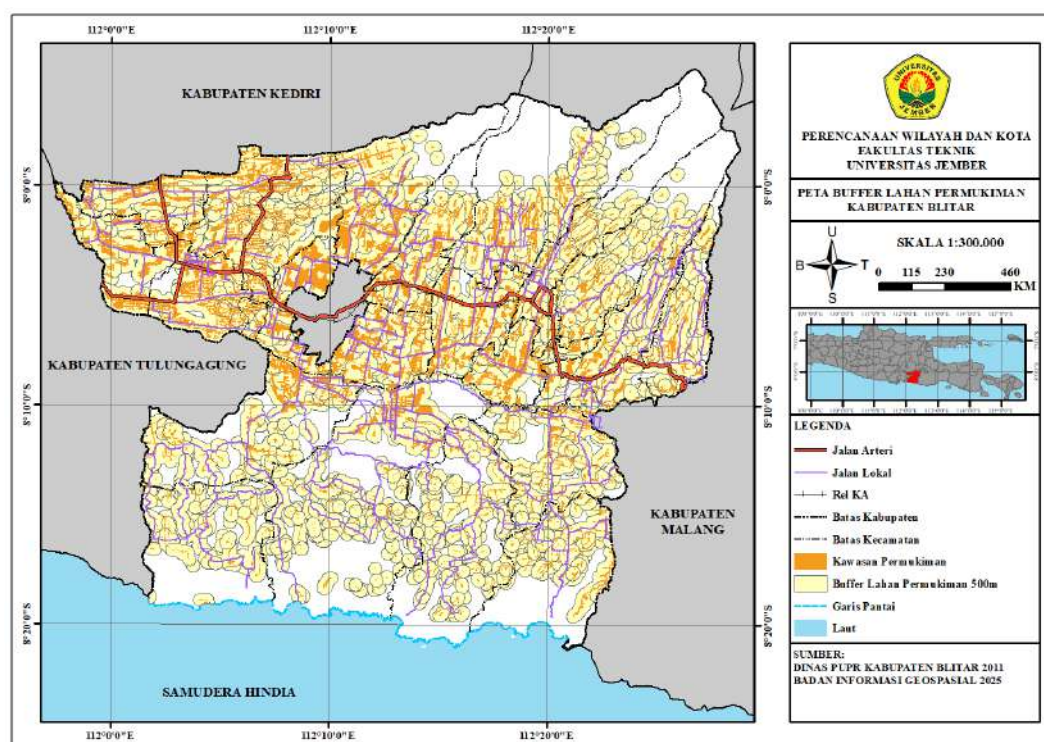 112°0'0"E
112°10'0"E
112°20'0"E
KABUPATEN KEDIRI
8°0'0"S
8°0'0"S
KABUPATEN TULUNGAGUNG
8°10'0"S
8°10'0"S
KABUPATEN
MALANG
8°20'0"S
8°20'0"S
SAMUDERA HINDIA
112°0'0"E
112°10'0"E
112°20'0"E
UNIVERSITAS
JEMBER
PERENCANAAN WILAYAH DAN KOTA
FAKULTAS TEKNIK
UNIVERSITAS JEMBER
PETA BUFFER LAHAN PERMUKIMAN
KABUPATEN BLITAR
U
B
T
S
SKALA 1:300.000
0 115 230 460
KM
LEGENDA
Jalan Arteri
Jalan Lokal
Rel KA
Batas Kabupaten
Batas Kecamatan
Kawasan Permukiman
Buffer Lahan Permukiman 500m
Garis Pantai
Laut
SUMBER:
DINAS PUPR KABUPATEN BLITAR 2011
BADAN INFORMASI GEOSPASIAL 2025